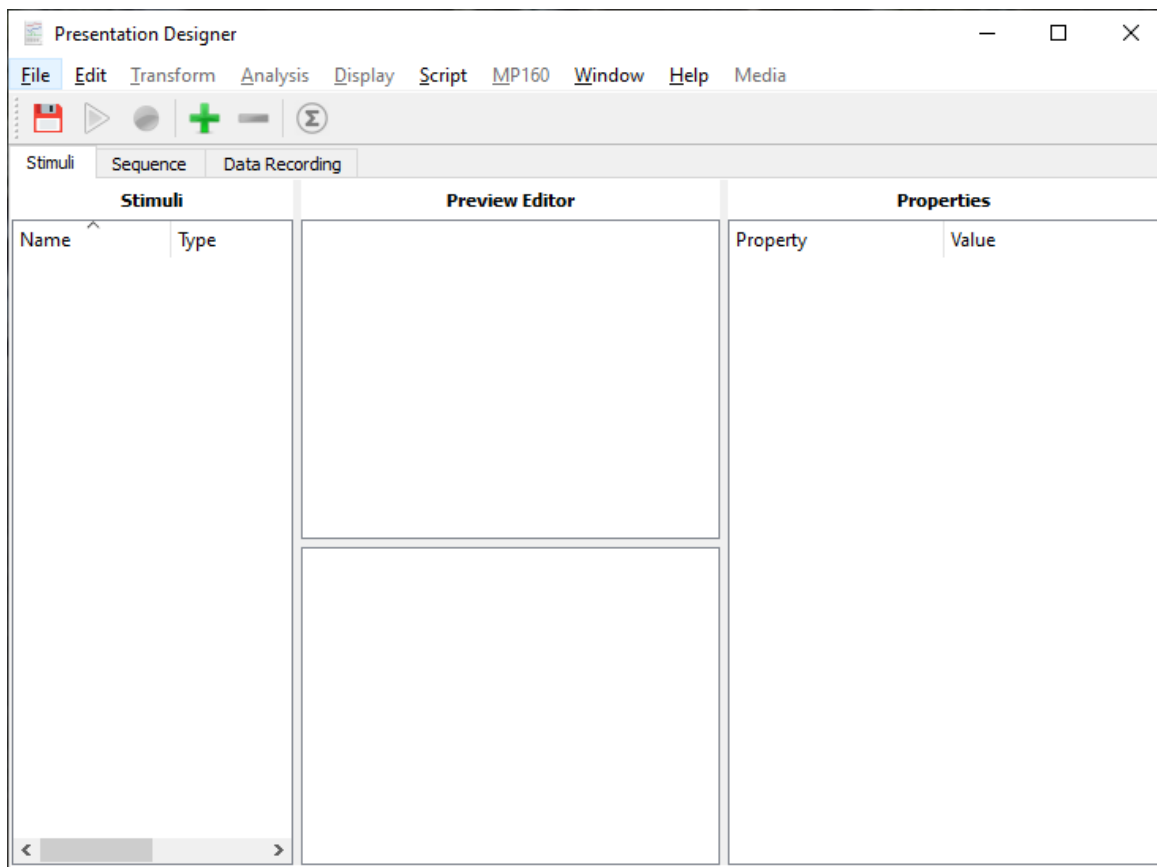 Presentation Designer
File Edit Transform Analysis Display Script MP160 Window Help Media
Σ
Stimuli Sequence Data Recording
Stimuli Preview Editor Properties
Name Type Property Value